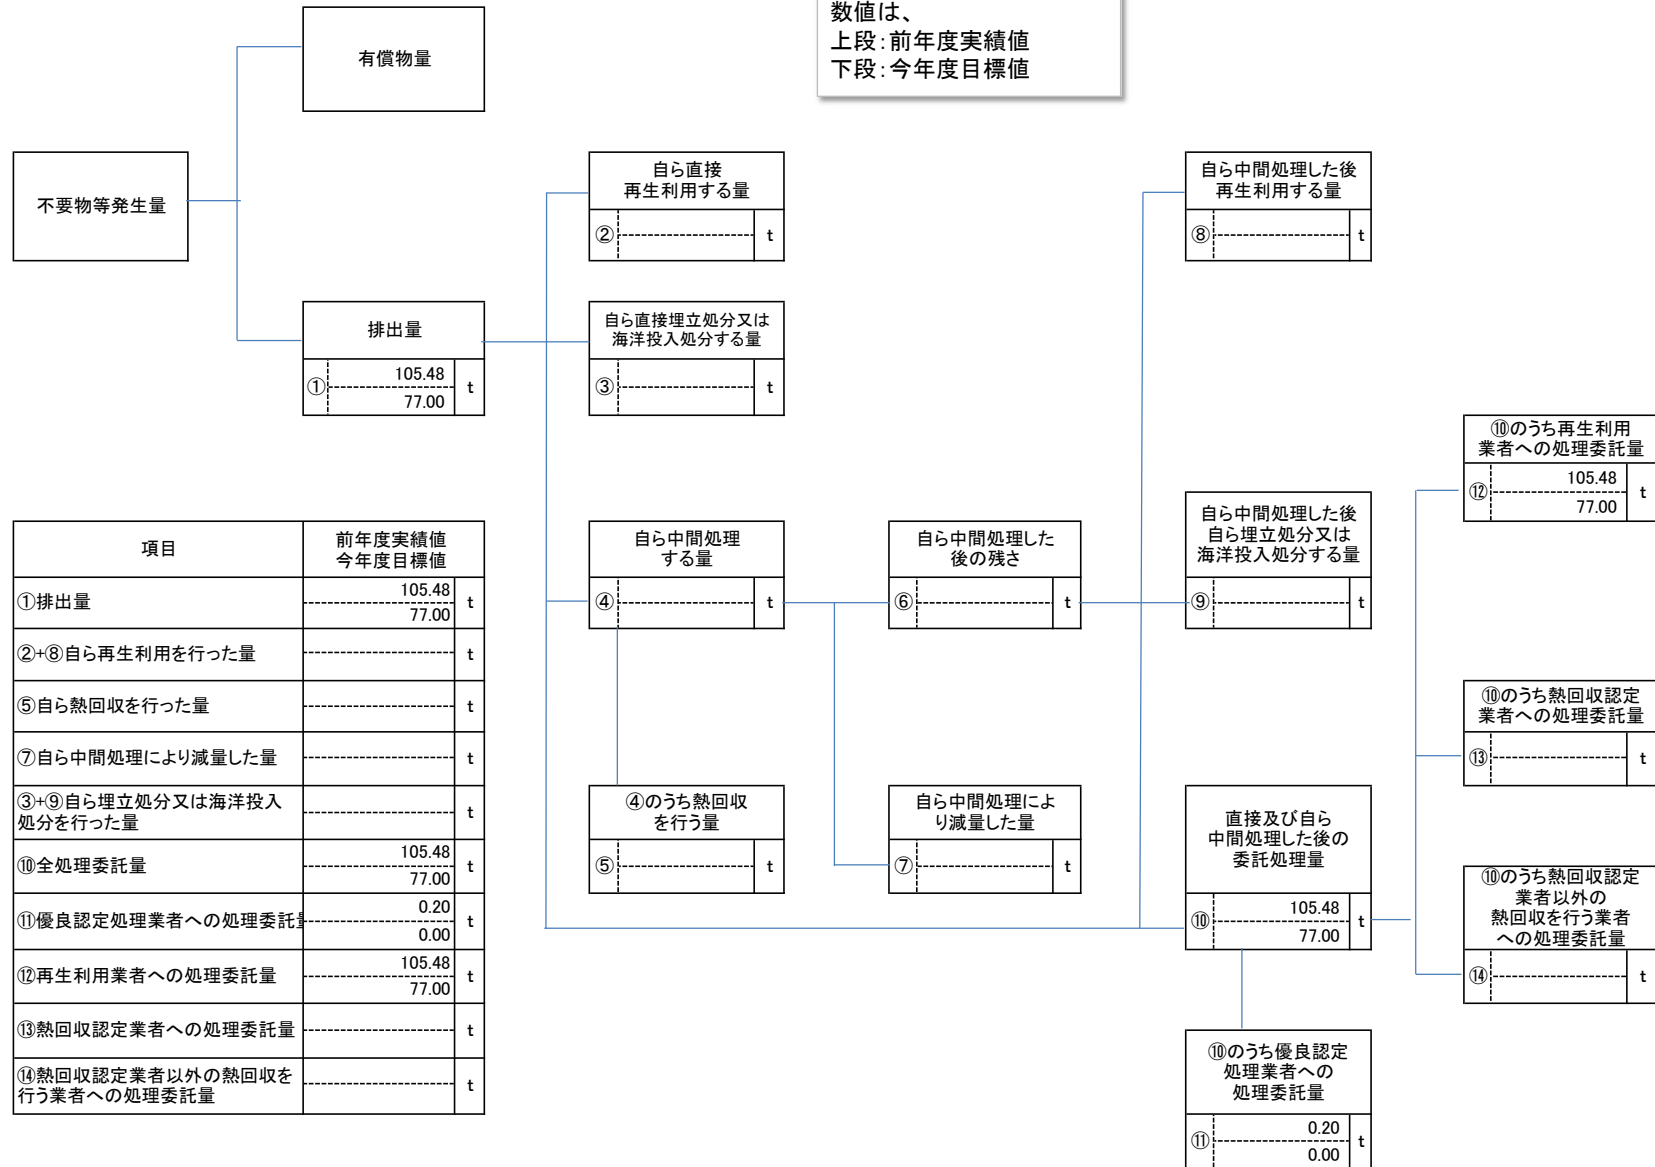 数値は、
上段：前年度実績値
下段：今年度目標値
有償物量
不要物等発生量
自ら直接
再生利用する量
② t
自ら中間処理した後
再生利用する量
⑧ t
排出量
① 105.48 t
77.00
自ら直接埋立処分又は
海洋投入処分する量
③ t
⑩のうち再生利用
業者への処理委託量
⑫ 105.48 t
77.00
自ら中間処理
する量
④ t
自ら中間処理した
後の残さ
⑥ t
自ら中間処理した後
自ら埋立処分又は
海洋投入処分する量
⑨ t
⑩のうち熱回収認定
業者への処理委託量
⑬ t
④のうち熱回収
を行う量
⑤ t
自ら中間処理によ
り減量した量
⑦ t
直接及び自ら
中間処理した後の
委託処理量
⑩ 105.48 t
77.00
⑩のうち熱回収認定
業者以外の
熱回収を行う業者
への処理委託量
⑭ t
⑩のうち優良認定
処理業者への
処理委託量
⑪ 0.20 t
0.00
項目 前年度実績値
今年度目標値
①排出量 105.48 t
77.00
②+⑧自ら再生利用を行った量 t
⑤自ら熱回収を行った量 t
⑦自ら中間処理により減量した量 t
③+⑨自ら埋立処分又は海洋投入
処分を行った量 t
⑩全処理委託量 105.48 t
77.00
⑪優良認定処理業者への処理委託 0.20 t
0.00
⑫再生利用業者への処理委託量 105.48 t
77.00
⑬熱回収認定業者への処理委託量 t
⑭熱回収認定業者以外の熱回収を
行う業者への処理委託量 t